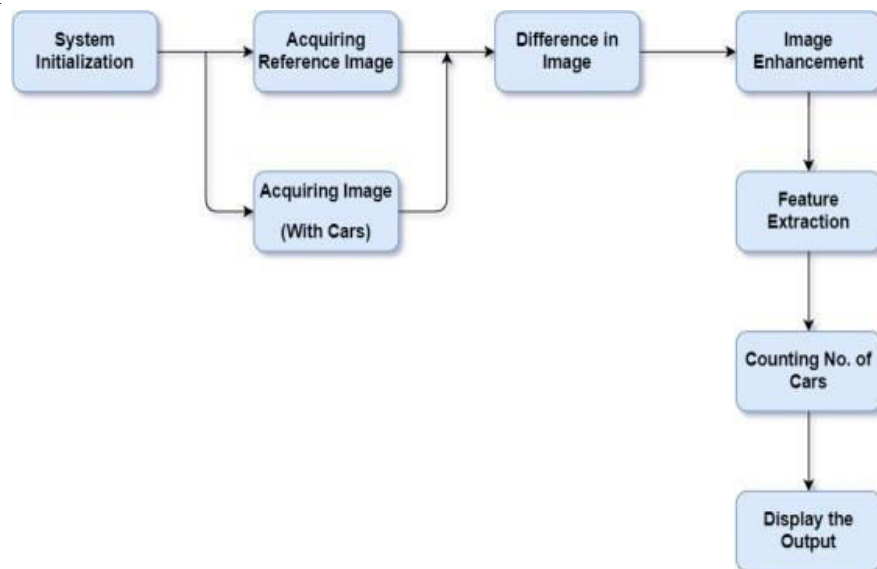 System
Initialization
Acquiring
Reference Image
Difference in
Image
Image
Enhancement
Acquiring Image
(With Cars)
Feature
Extraction
Counting No. of
Cars
Display the
Output